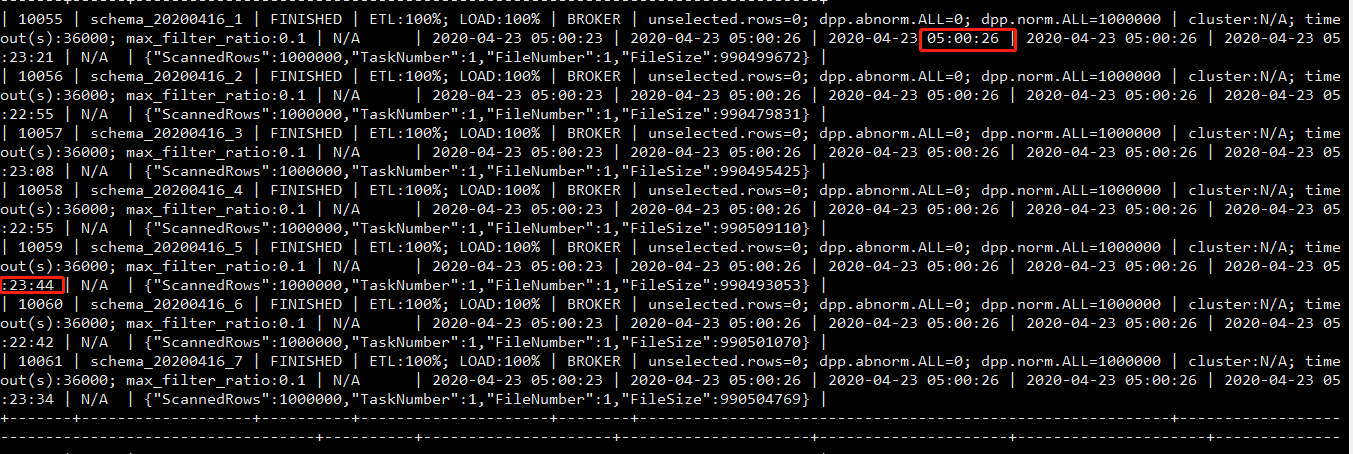 | 10055 | schema_20200416_1 | FINISHED | ETL:100%; LOAD:100% | BROKER | unselected.rows=0; dpp.abnorm.ALL=0; dpp.norm.ALL=1000000 | cluster:N/A; time
out(s):36000; max_filter_ratio:0.1 | N/A | 2020-04-23 05:00:23 | 2020-04-23 05:00:26 | 2020-04-23 05:00:26 | 2020-04-23 05:00:26 | 2020-04-23 05
:23:21 | N/A | {"ScannedRows":1000000,"TaskNumber":1,"FileNumber":1,"FileSize":990499672} |
| 10056 | schema_20200416_2 | FINISHED | ETL:100%; LOAD:100% | BROKER | unselected.rows=0; dpp.abnorm.ALL=0; dpp.norm.ALL=1000000 | cluster:N/A; time
out(s):36000; max_filter_ratio:0.1 | N/A | 2020-04-23 05:00:23 | 2020-04-23 05:00:26 | 2020-04-23 05:00:26 | 2020-04-23 05:00:26 | 2020-04-23 05
:22:55 | N/A | {"ScannedRows":1000000,"TaskNumber":1,"FileNumber":1,"FileSize":990479831} |
| 10057 | schema_20200416_3 | FINISHED | ETL:100%; LOAD:100% | BROKER | unselected.rows=0; dpp.abnorm.ALL=0; dpp.norm.ALL=1000000 | cluster:N/A; time
out(s):36000; max_filter_ratio:0.1 | N/A | 2020-04-23 05:00:23 | 2020-04-23 05:00:26 | 2020-04-23 05:00:26 | 2020-04-23 05:00:26 | 2020-04-23 05
:23:08 | N/A | {"ScannedRows":1000000,"TaskNumber":1,"FileNumber":1,"FileSize":990495425} |
| 10058 | schema_20200416_4 | FINISHED | ETL:100%; LOAD:100% | BROKER | unselected.rows=0; dpp.abnorm.ALL=0; dpp.norm.ALL=1000000 | cluster:N/A; time
out(s):36000; max_filter_ratio:0.1 | N/A | 2020-04-23 05:00:23 | 2020-04-23 05:00:26 | 2020-04-23 05:00:26 | 2020-04-23 05:00:26 | 2020-04-23 05
:22:55 | N/A | {"ScannedRows":1000000,"TaskNumber":1,"FileNumber":1,"FileSize":990509110} |
| 10059 | schema_20200416_5 | FINISHED | ETL:100%; LOAD:100% | BROKER | unselected.rows=0; dpp.abnorm.ALL=0; dpp.norm.ALL=1000000 | cluster:N/A; time
out(s):36000; max_filter_ratio:0.1 | N/A | 2020-04-23 05:00:23 | 2020-04-23 05:00:26 | 2020-04-23 05:00:26 | 2020-04-23 05:00:26 | 2020-04-23 05
:23:44 | N/A | {"ScannedRows":1000000,"TaskNumber":1,"FileNumber":1,"FileSize":990493053} |
| 10060 | schema_20200416_6 | FINISHED | ETL:100%; LOAD:100% | BROKER | unselected.rows=0; dpp.abnorm.ALL=0; dpp.norm.ALL=1000000 | cluster:N/A; time
out(s):36000; max_filter_ratio:0.1 | N/A | 2020-04-23 05:00:23 | 2020-04-23 05:00:26 | 2020-04-23 05:00:26 | 2020-04-23 05:00:26 | 2020-04-23 05
:22:42 | N/A | {"ScannedRows":1000000,"TaskNumber":1,"FileNumber":1,"FileSize":990501070} |
| 10061 | schema_20200416_7 | FINISHED | ETL:100%; LOAD:100% | BROKER | unselected.rows=0; dpp.abnorm.ALL=0; dpp.norm.ALL=1000000 | cluster:N/A; time
out(s):36000; max_filter_ratio:0.1 | N/A | 2020-04-23 05:00:23 | 2020-04-23 05:00:26 | 2020-04-23 05:00:26 | 2020-04-23 05:00:26 | 2020-04-23 05
:23:34 | N/A | {"ScannedRows":1000000,"TaskNumber":1,"FileNumber":1,"FileSize":990504769} |